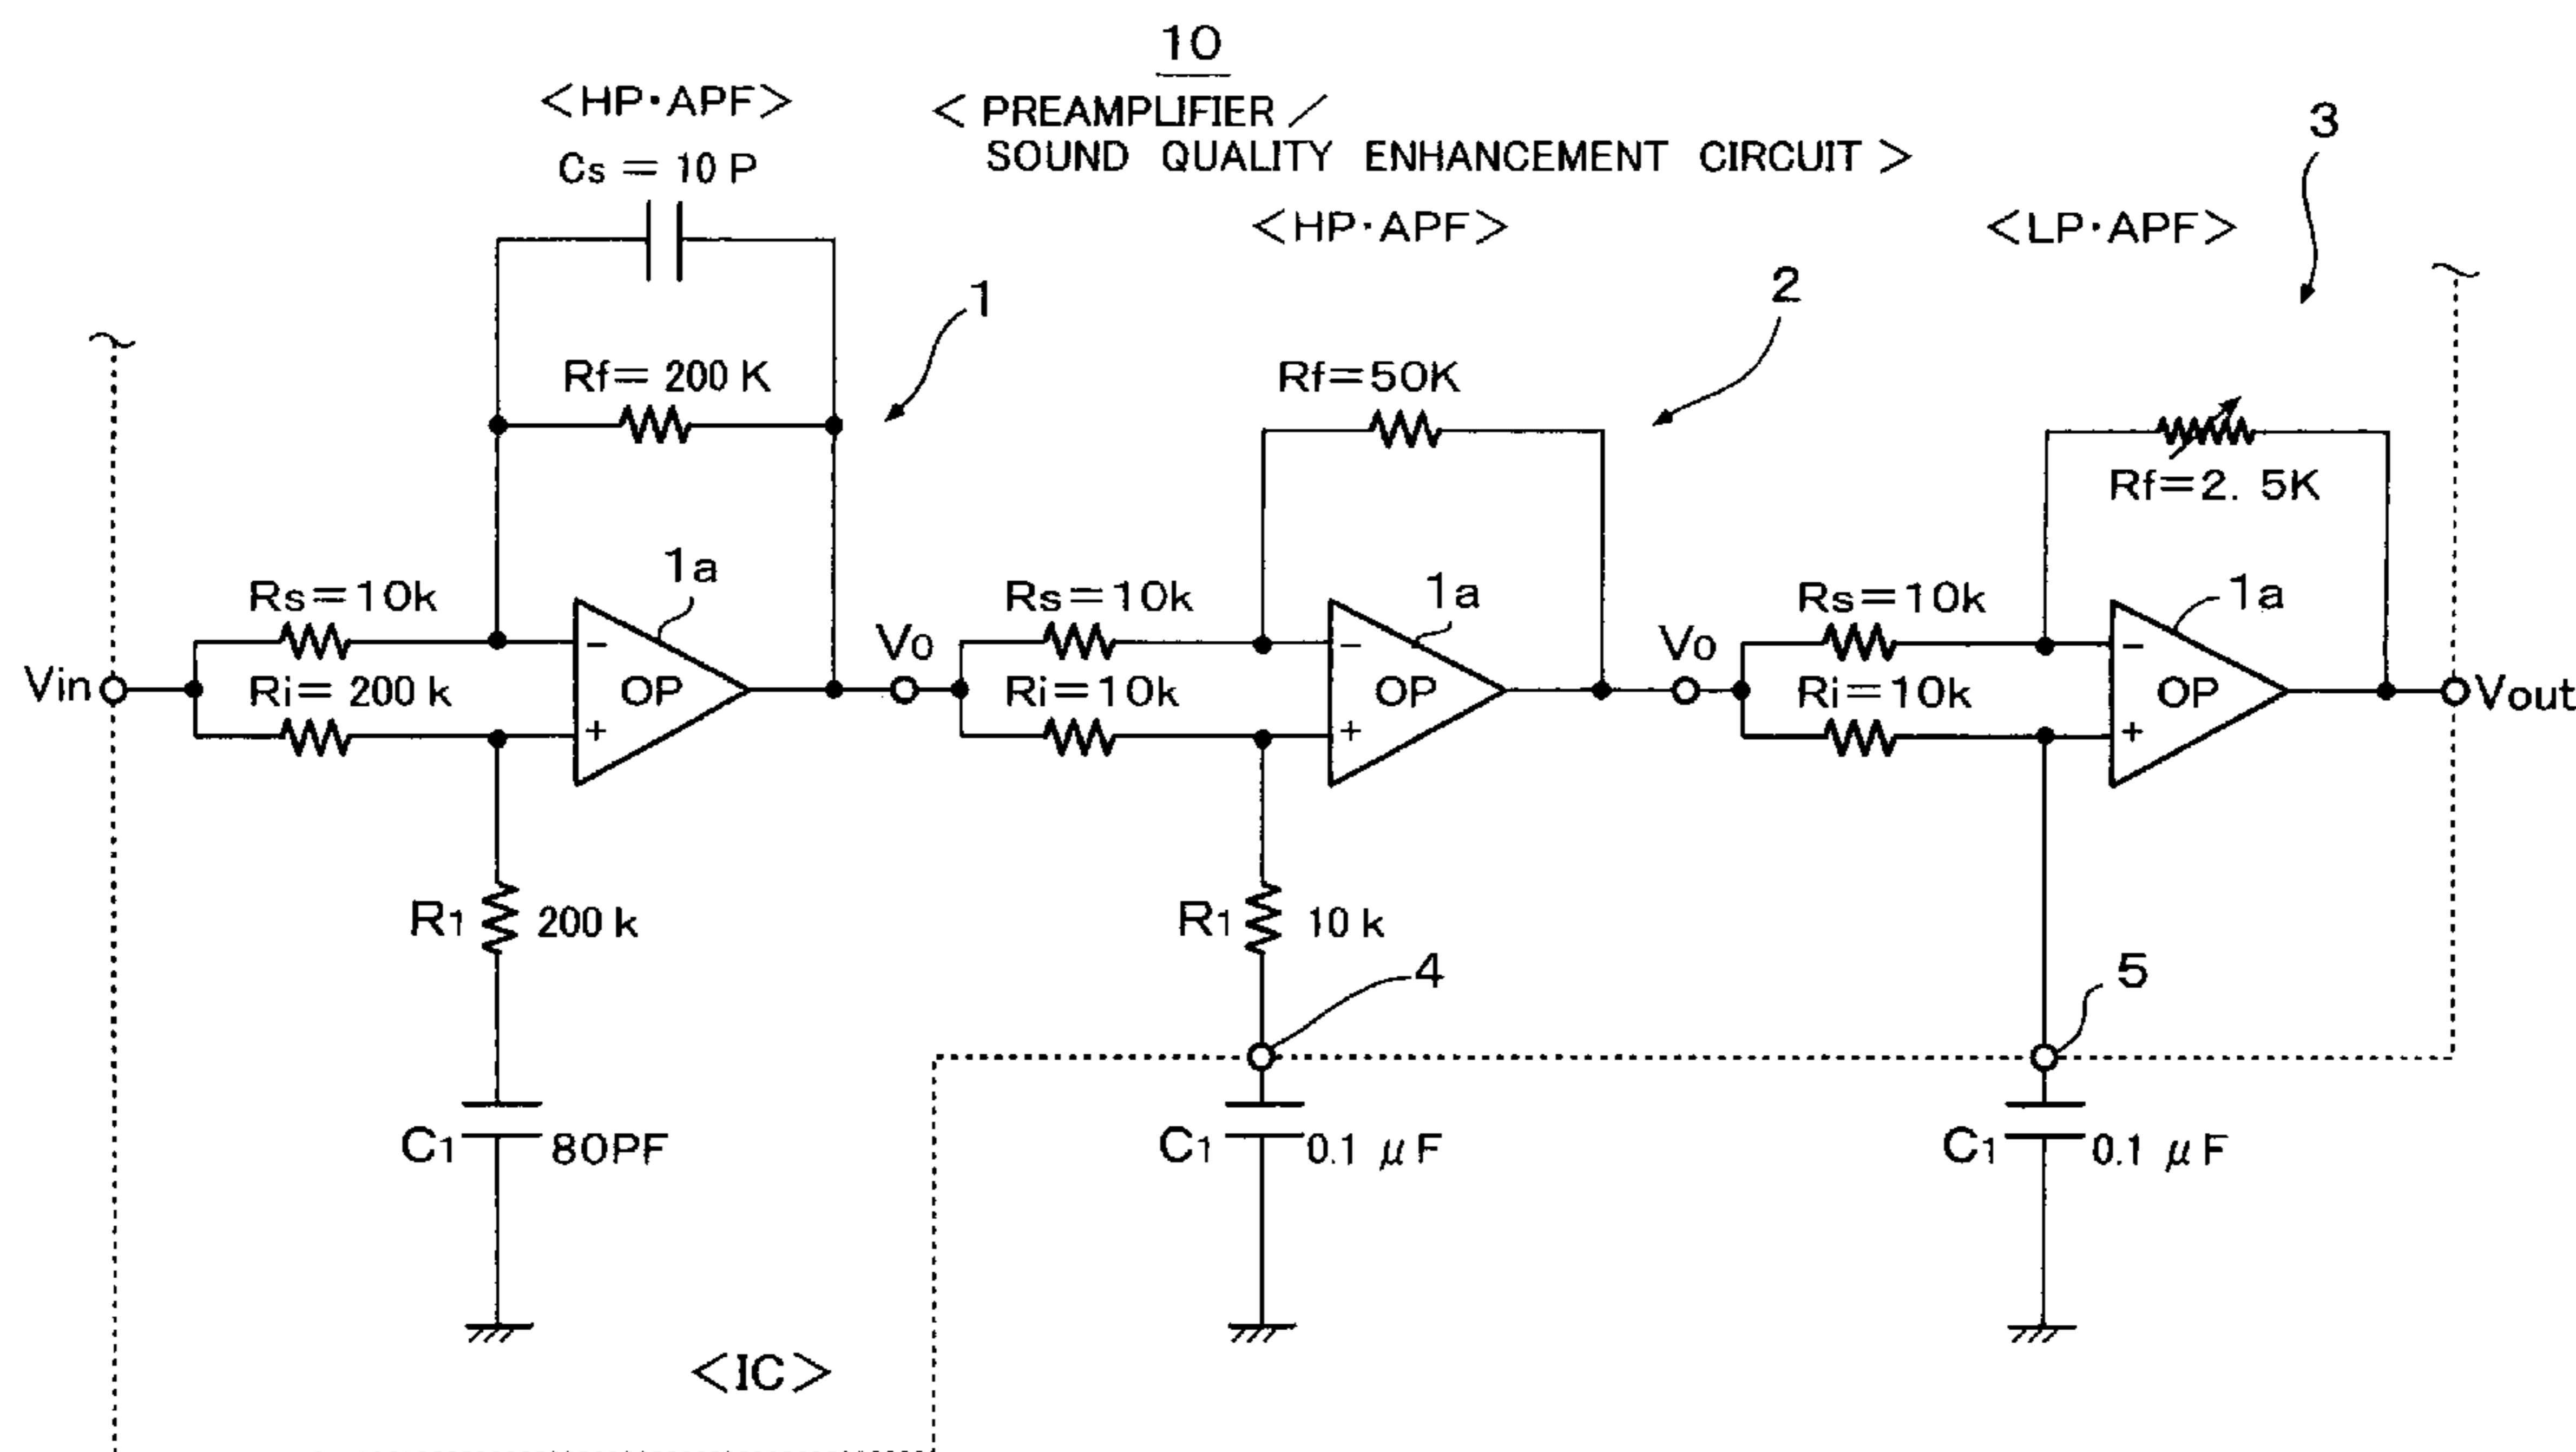 10
<HP·APF>
< PREAMPLIFIER /
SOUND QUALITY ENHANCEMENT CIRCUIT >
3
Cs = 10 P
<HP·APF>
<LP·APF>
1
2
Rf= 200 K
Rf=50K
Rf=2. 5K
1a
1a
1a
Rs=10k
Rs=10k
Rs=10k
Vo
Vo
Vin
Ri= 200 k
OP
Ri=10k
OP
Ri=10k
OP
Vout
−
+
−
+
−
+
R1 200 k
R1 10 k
4
5
C1 80PF
C1 0.1 μF
C1 0.1 μF
<IC>